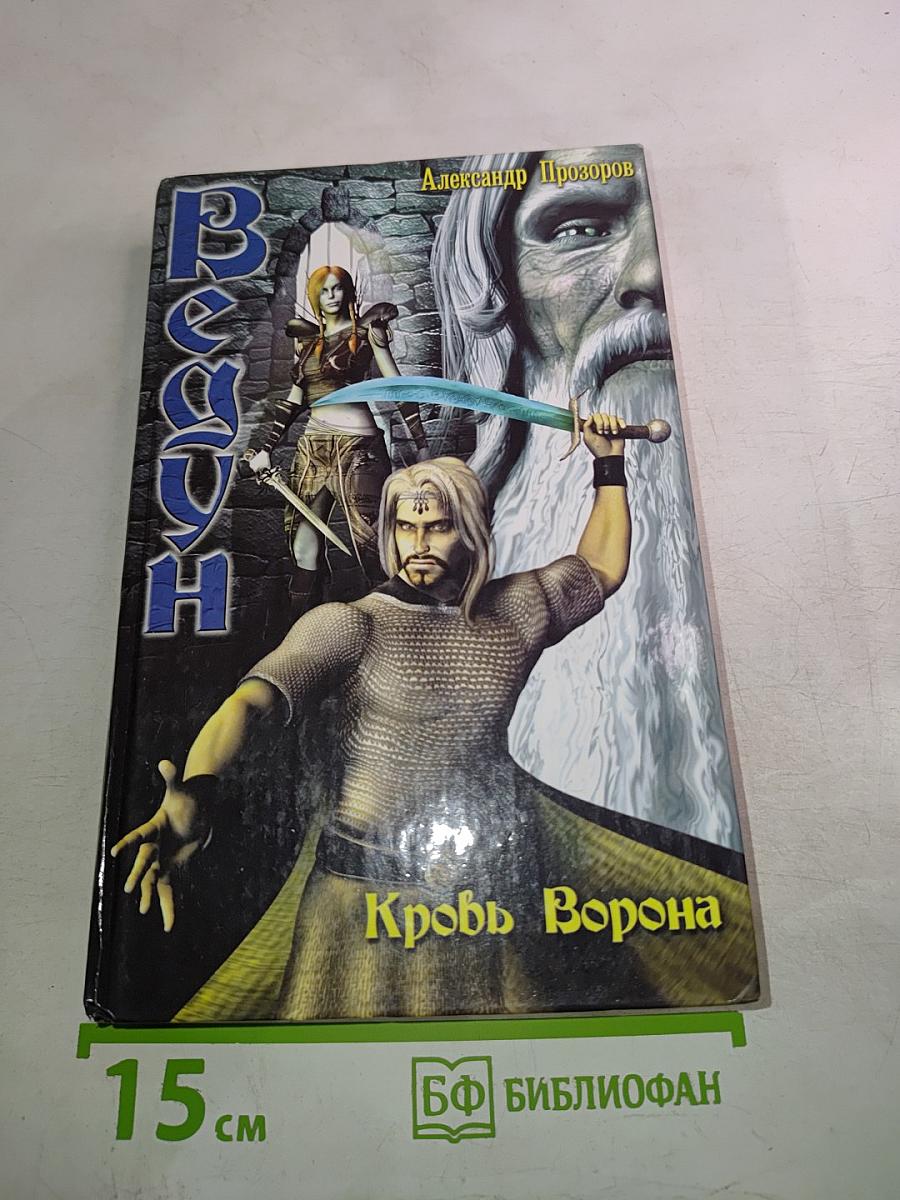 Александр Прозоров
Ведун
Кровь Ворона
15 см
БФ БИБЛИОФАН